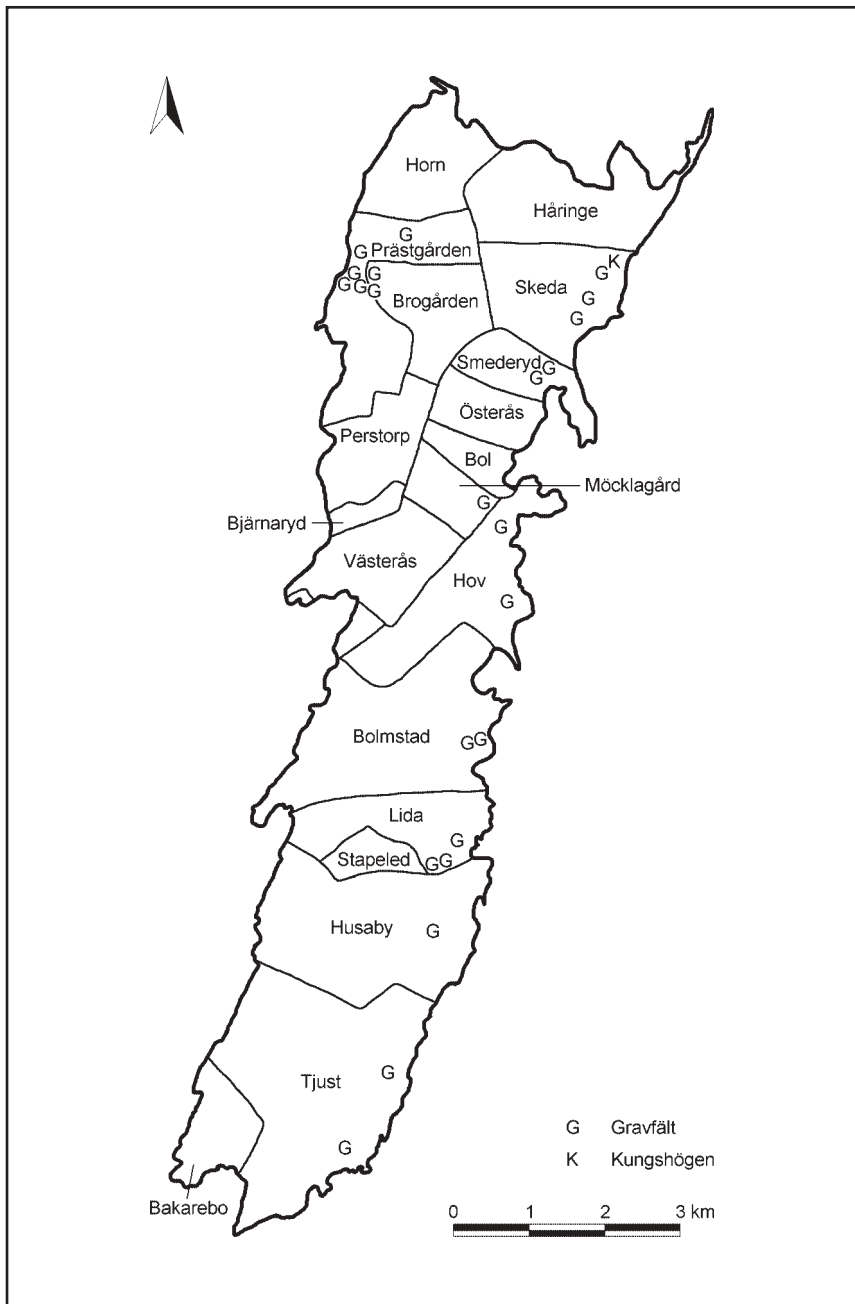 Horn
Håringe
G
G Prästgården
K
G
G G
Skeda
G G G
Brogården
G
G
Smederyd G
G
Österås
Perstorp
Bol
Möcklagård
G
Bjärnaryd
G
Västerås
Hov
G
Bolmstad
G G
Lida
G
Stapeled G G
Husaby G
Tjust G
G
G Gravfält
K Kungshögen
Bakarebo
0 1 2 3 km